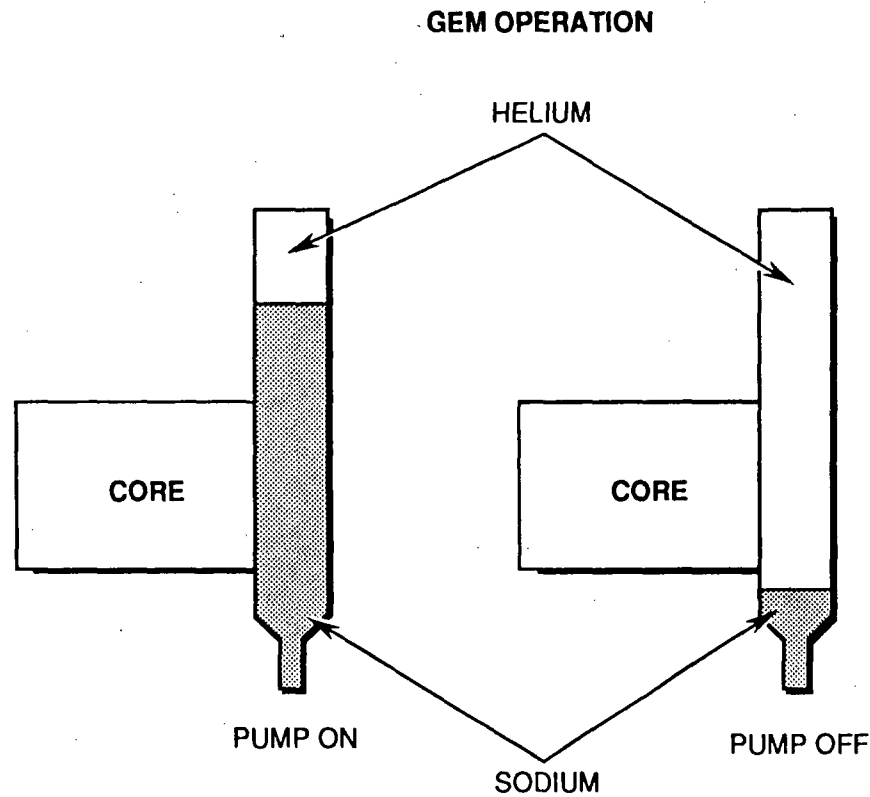 GEM OPERATION
HELIUM
CORE
CORE
PUMP ON
PUMP OFF
SODIUM